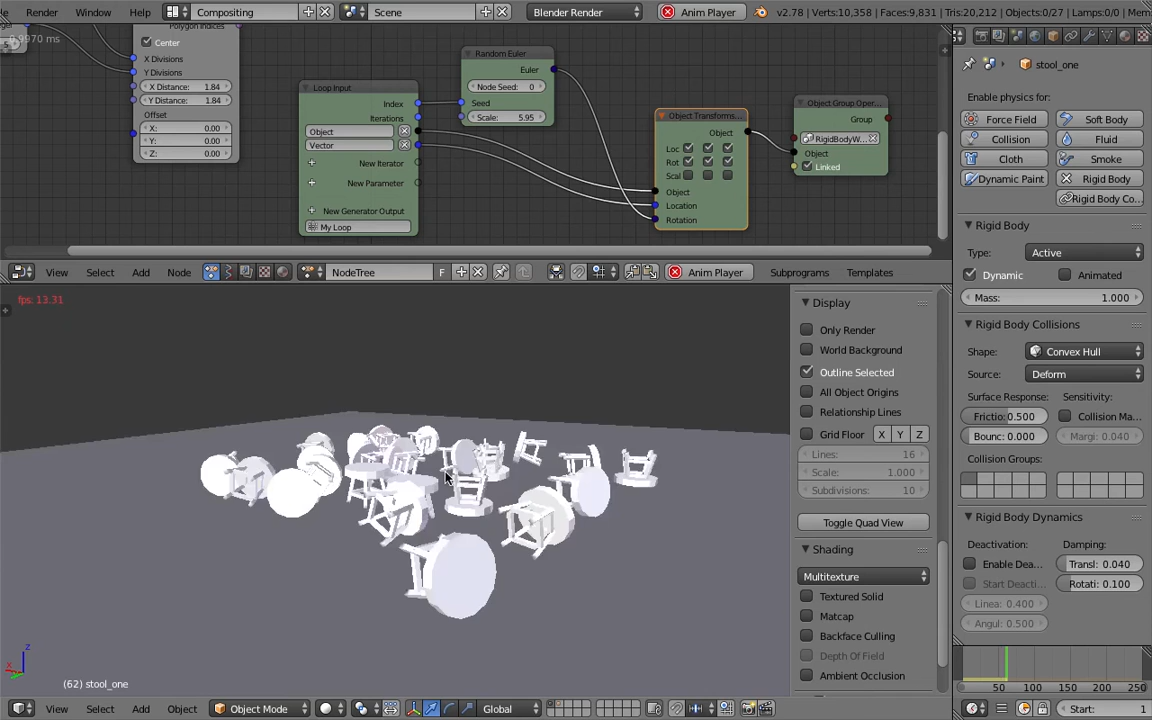 Render
Window
Help
Compositing
Scene
Blender Render
Anim Player
v2.78 | Verts:10,358 | Faces:9,831 | Tris:20,212 | Objects:0/27 | Lamps:0/0 | Mem:
Polygon Indices
Center
X Divisions
Y Divisions
X Distance: 1.84
Y Distance: 1.84
Offset
X: 0.00
Y: 0.00
Z: 0.00
Loop Input
Index
Iterations
Object
Vector
New Iterator
New Parameter
New Generator Output
My Loop
Random Euler
Euler
Node Seed: 0
Seed
Scale: 5.95
Object Transforms...
Object
Loc
Rot
Scal
Object
Location
Rotation
Object Group Oper...
Group
RigidBodyW...
Object
Linked
View
Select
Add
Node
NodeTree
F
Anim Player
Subprograms
Templates
fps: 13.31
(62) stool_one
z
x
Display
Only Render
World Background
Outline Selected
All Object Origins
Relationship Lines
Grid Floor
X
Y
Z
Lines: 16
Scale: 1.000
Subdivisions: 10
Toggle Quad View
Shading
Multitexture
Textured Solid
Matcap
Backface Culling
Depth Of Field
Ambient Occlusion
View
Select
Add
Object
Object Mode
Global
stool_one
Enable physics for:
Force Field
Soft Body
Collision
Fluid
Cloth
Smoke
Dynamic Paint
Rigid Body
Rigid Body Co...
Rigid Body
Type:
Active
Dynamic
Animated
Mass: 1.000
Rigid Body Collisions
Shape:
Convex Hull
Source:
Deform
Surface Response:
Sensitivity:
Frictio: 0.500
Collision Ma...
Bounc: 0.000
Margi: 0.040
Collision Groups:
Rigid Body Dynamics
Deactivation:
Damping:
Enable Dea...
Transl: 0.040
Start Deacti...
Rotati: 0.100
Linea: 0.400
Angul: 0.500
50
100
150
200
250
Start: 1